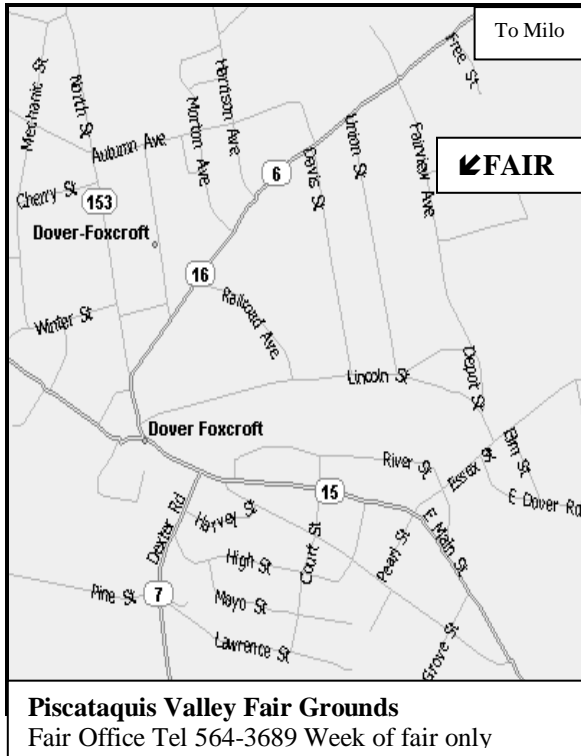 To Milo
Free St
Mechanic St
North St
Harrison Ave
Morton Ave
Autumn Ave
Davis St
Union St
Fairview Ave
6
🡿FAIR
Cherry St
153
Dover-Foxcroft
16
Railroad Ave
Winter St
Lincoln St
Depot St
Dover Foxcroft
River St
Essex St
Elm St
15
E Dover Rd
Dexter Rd
Harvey St
Court St
Pearl St
E Main St
High St
Pine St
7
Mayo St
Lawrence St
Grove St
Piscataquis Valley Fair Grounds
Fair Office Tel 564-3689 Week of fair only